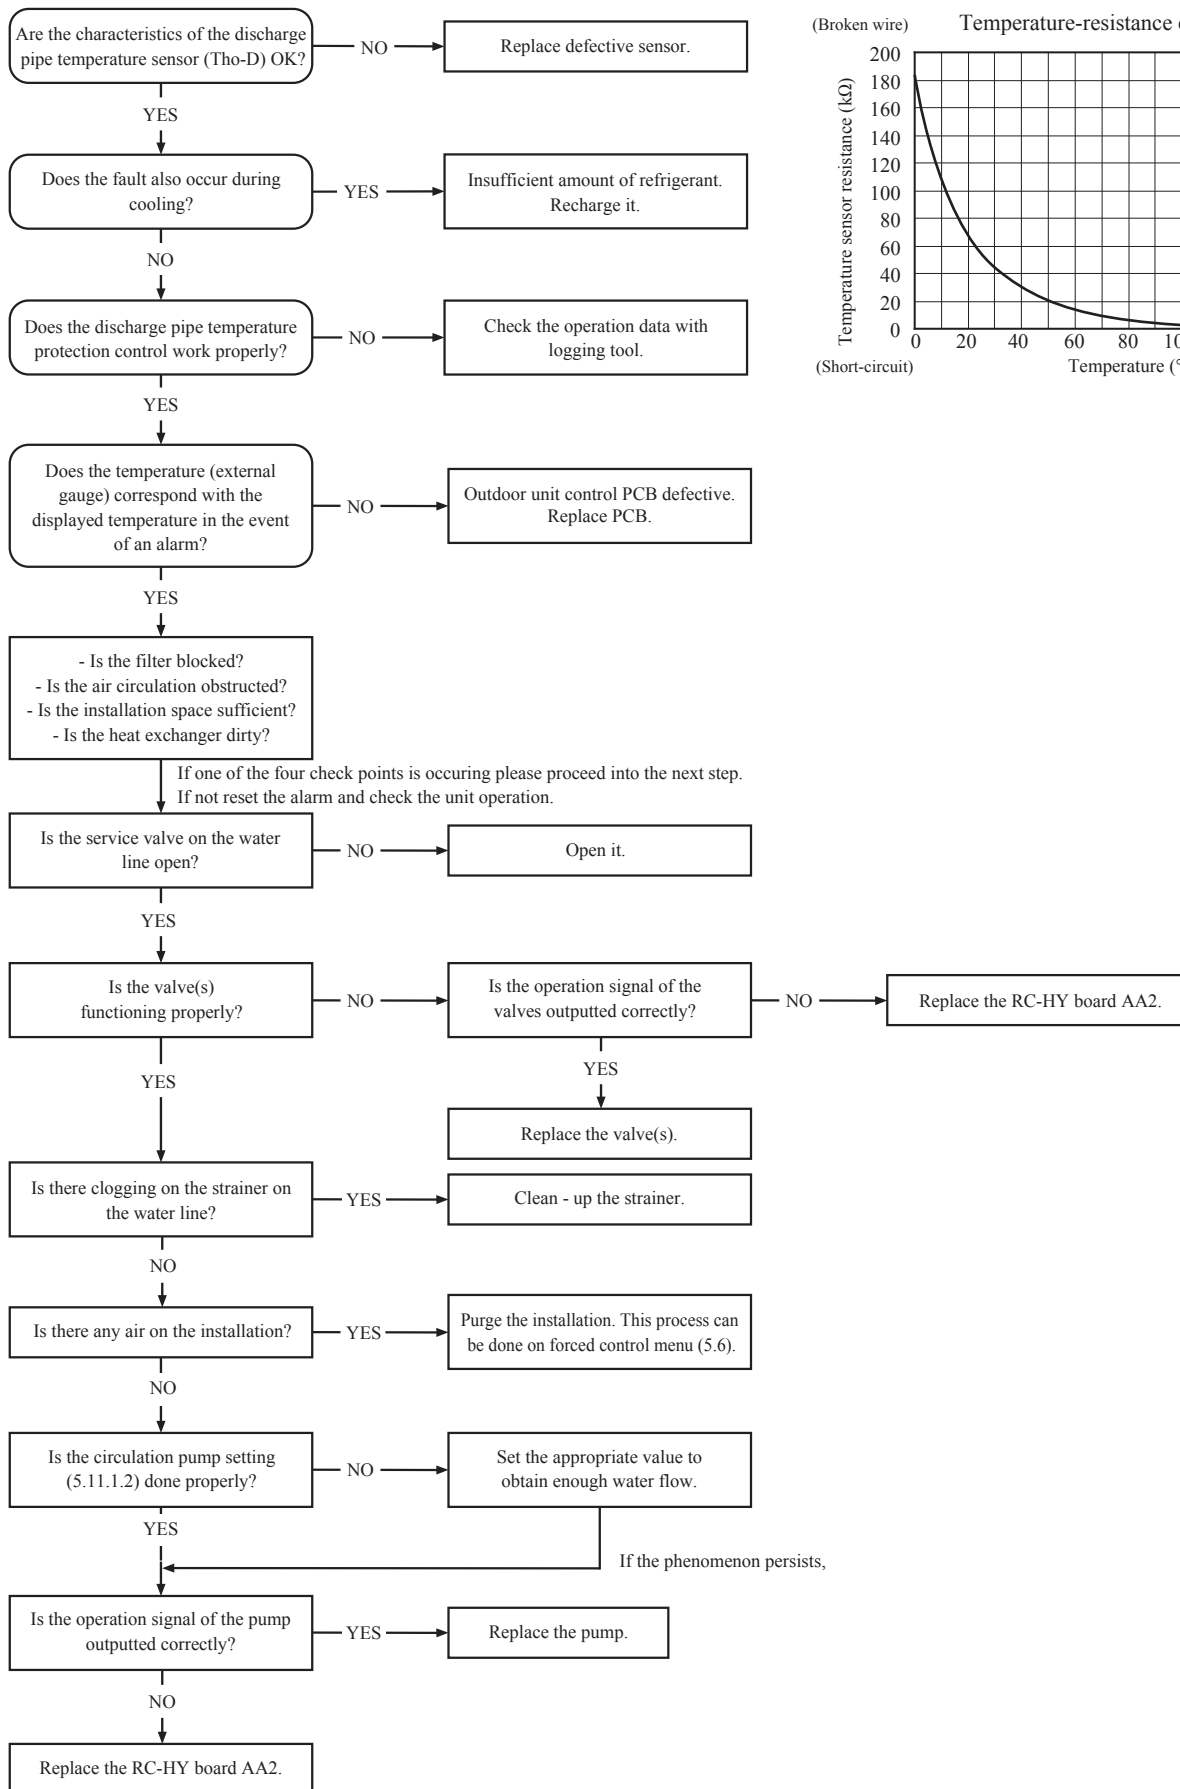 Are the characteristics of the discharge
pipe temperature sensor (Tho-D) OK?
NO
Replace defective sensor.
YES
Does the fault also occur during
cooling?
YES
Insufficient amount of refrigerant.
Recharge it.
NO
Does the discharge pipe temperature
protection control work properly?
NO
Check the operation data with
logging tool.
YES
Does the temperature (external
gauge) correspond with the
displayed temperature in the event
of an alarm?
NO
Outdoor unit control PCB defective.
Replace PCB.
YES
- Is the filter blocked?
- Is the air circulation obstructed?
- Is the installation space sufficient?
- Is the heat exchanger dirty?
If one of the four check points is occuring please proceed into the next step.
If not reset the alarm and check the unit operation.
Is the service valve on the water
line open?
NO
Open it.
YES
Is the valve(s)
functioning properly?
NO
Is the operation signal of the
valves outputted correctly?
NO
Replace the RC-HY board AA2.
YES
Replace the valve(s).
YES
Is there clogging on the strainer on
the water line?
YES
Clean - up the strainer.
NO
Is there any air on the installation?
YES
Purge the installation. This process can
be done on forced control menu (5.6).
NO
Is the circulation pump setting
(5.11.1.2) done properly?
NO
Set the appropriate value to
obtain enough water flow.
YES
If the phenomenon persists,
Is the operation signal of the pump
outputted correctly?
YES
Replace the pump.
NO
Replace the RC-HY board AA2.
(Broken wire)
Temperature-resistance
Temperature sensor resistance (kΩ)
200
180
160
140
120
100
80
60
40
20
0
0 20 40 60 80 10
(Short-circuit)
Temperature (°